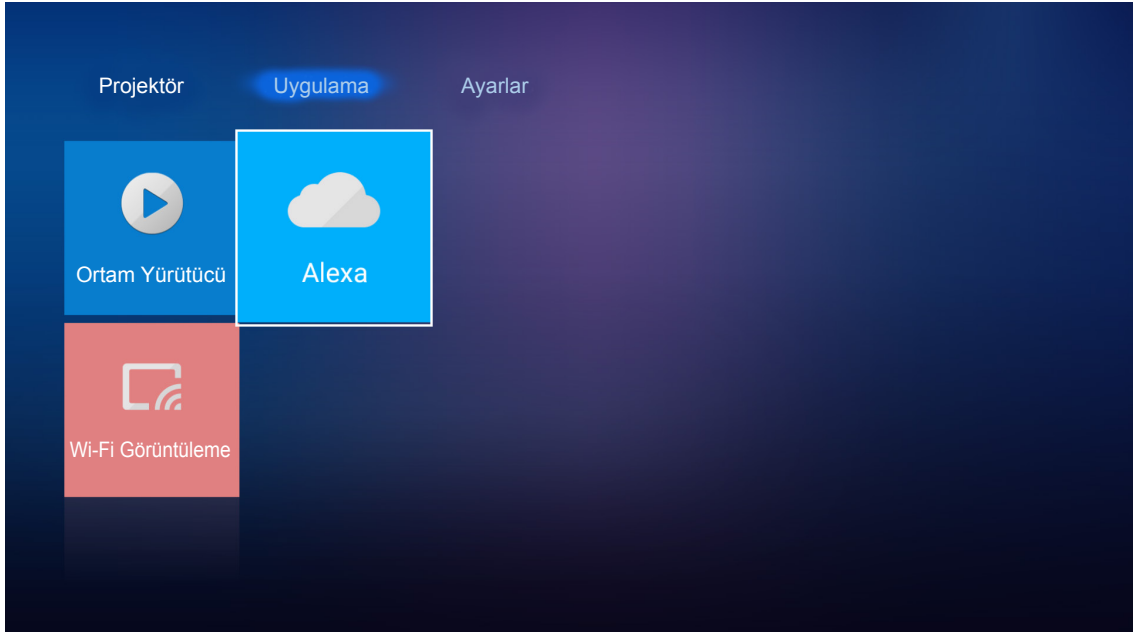 Projektör
Uygulama
Ayarlar
Ortam Yürütücü
Alexa
Wi-Fi Görüntüleme